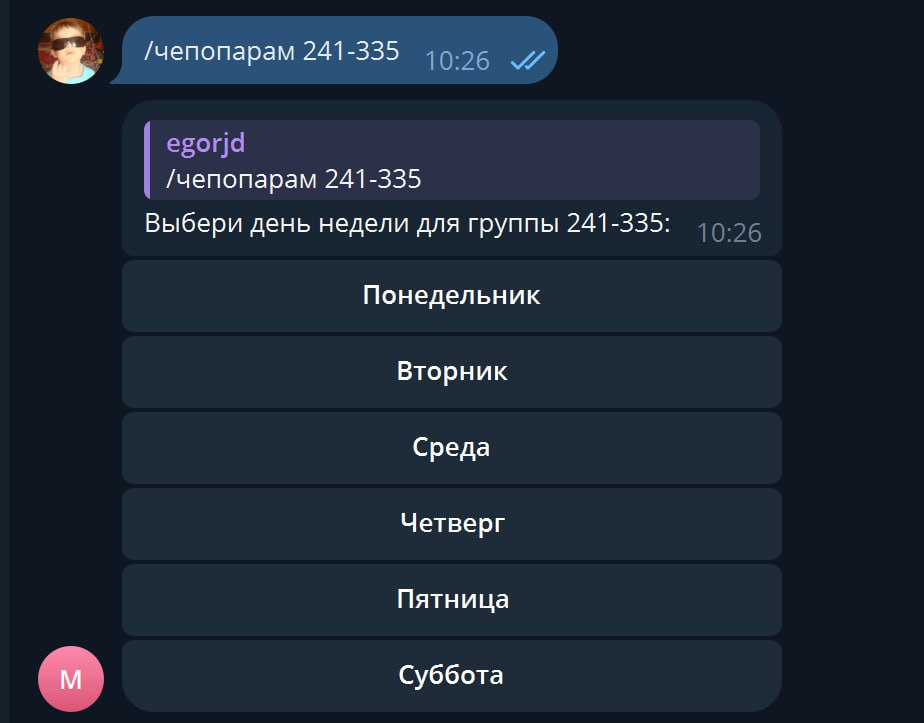 /чепопарам 241-335 10:26
egorjd
/чепопарам 241-335
Выбери день недели для группы 241-335: 10:26
Понедельник
Вторник
Среда
Четверг
Пятница
Суббота
М